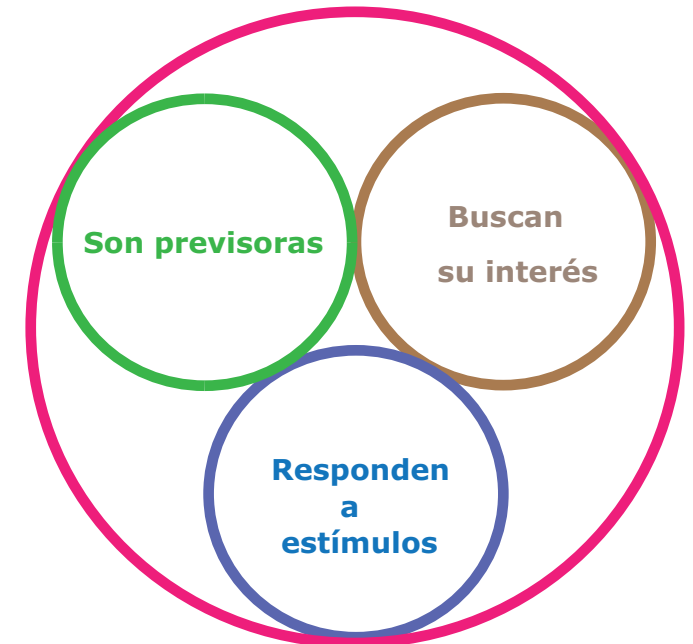 Son previsoras
Buscan
su interés
Responden
a
estímulos